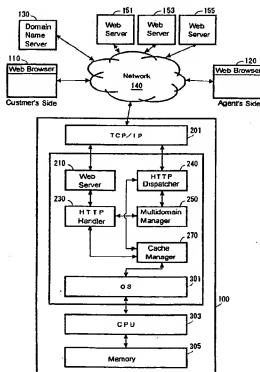 130
Domain
Name
Server
151
Web
Server
153
Web
Server
155
Web
Server
110
Web Browser
Custmer's Side
Network
140
120
Web Browser
Agent's Side
TCP/IP
201
210
Web
Server
240
HTTP
Dispatcher
230
HTTP
Handler
250
Multidomain
Manager
270
Cache
Manager
OS
301
CPU
303
Memory
305
100